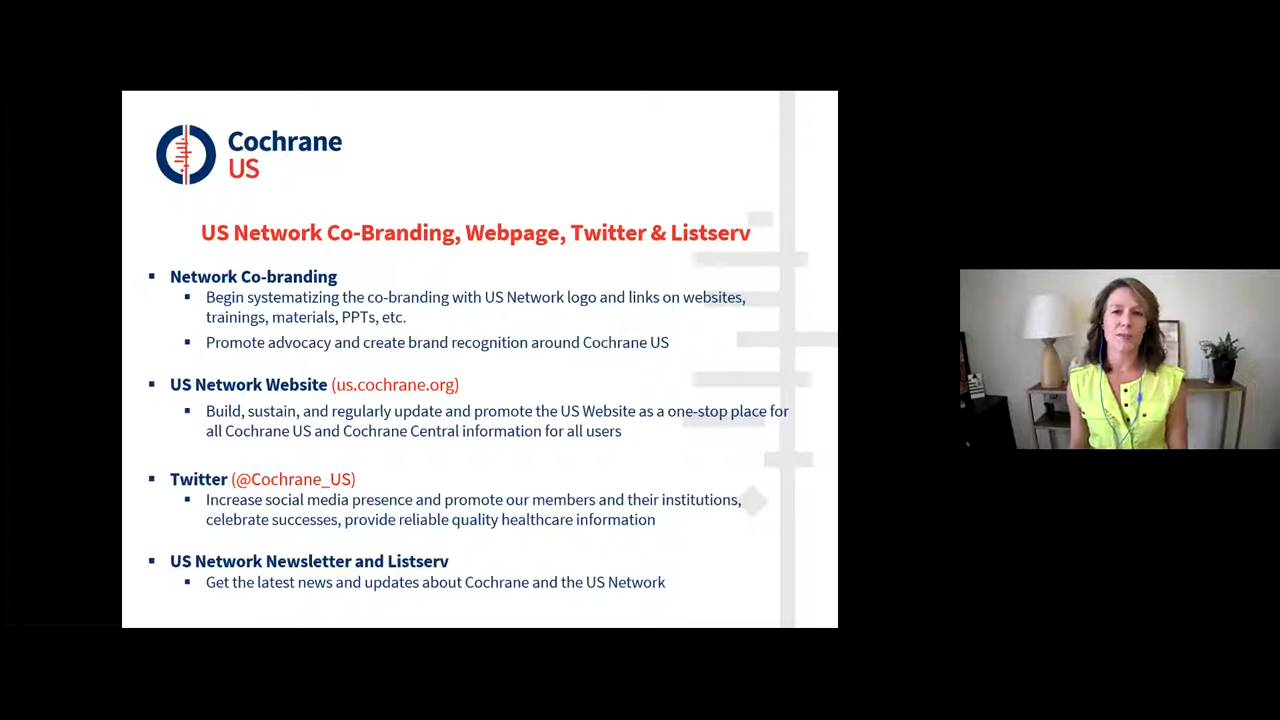 Cochrane
US
US Network Co-Branding, Webpage, Twitter & Listserv
▪ Network Co-branding
▪ Begin systematizing the co-branding with US Network logo and links on websites,
trainings, materials, PPTs, etc.
▪ Promote advocacy and create brand recognition around Cochrane US
▪ US Network Website (us.cochrane.org)
▪ Build, sustain, and regularly update and promote the US Website as a one-stop place for
all Cochrane US and Cochrane Central information for all users
▪ Twitter (@Cochrane_US)
▪ Increase social media presence and promote our members and their institutions,
celebrate successes, provide reliable quality healthcare information
▪ US Network Newsletter and Listserv
▪ Get the latest news and updates about Cochrane and the US Network